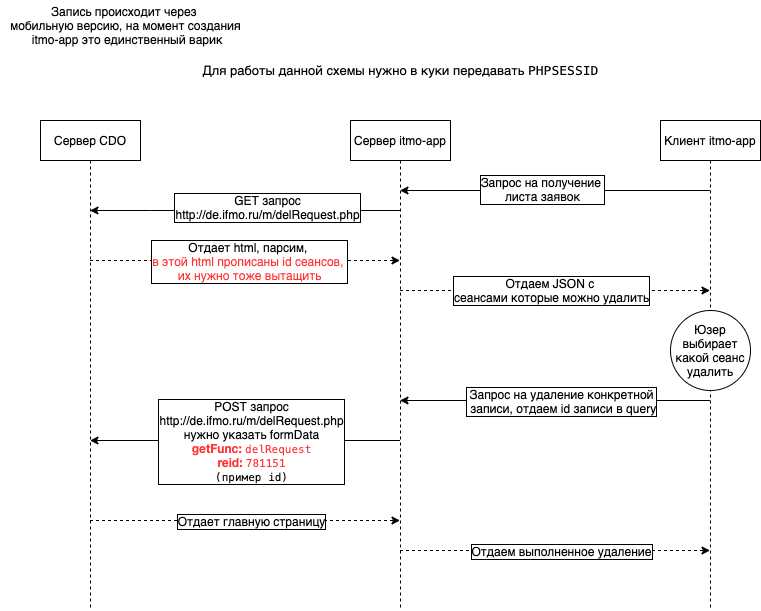 Запись происходит через
мобильную версию, на момент создания
itmo-app это единственный варик
Для работы данной схемы нужно в куки передавать PHPSESSID
Сервер CDO
Сервер itmo-app
Клиент itmo-app
Запрос на получение
листа заявок
GET запрос
http://de.ifmo.ru/m/delRequest.php
Отдает html, парсим,
в этой html прописаны id сеансов,
их нужно тоже вытащить
Отдаем JSON с
сеансами которые можно удалить
Юзер
выбирает
какой сеанс
удалить
Запрос на удаление конкретной
записи, отдаем id записи в query
POST запрос
http://de.ifmo.ru/m/delRequest.php
нужно указать formData
getFunc: delRequest
reid: 781151
(пример id)
Отдает главную страницу
Отдаем выполненное удаление